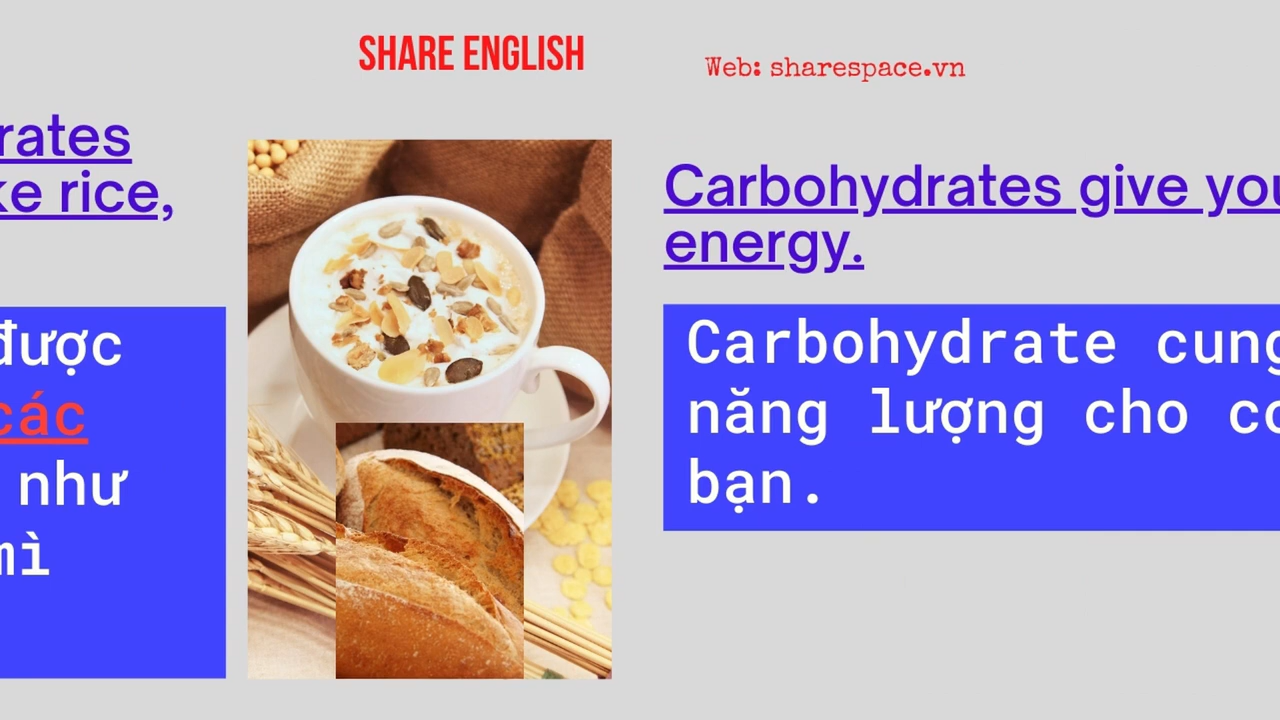 SHARE ENGLISH
Web: sharespace.vn
rates
ke rice,
được
các
như
mì
Carbohydrates give you
energy.
Carbohydrate cung
năng lượng cho cơ
bạn.